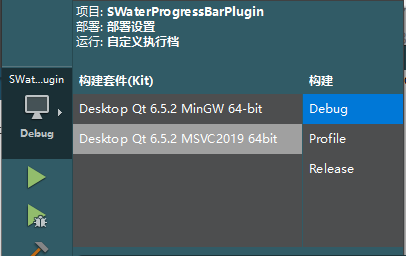 项目: SWaterProgressBarPlugin
部署: 部署设置
运行: 自定义执行档
SWat...ugin
Debug
构建套件(Kit)
构建
Desktop Qt 6.5.2 MinGW 64-bit
Debug
Desktop Qt 6.5.2 MSVC2019 64bit
Profile
Release